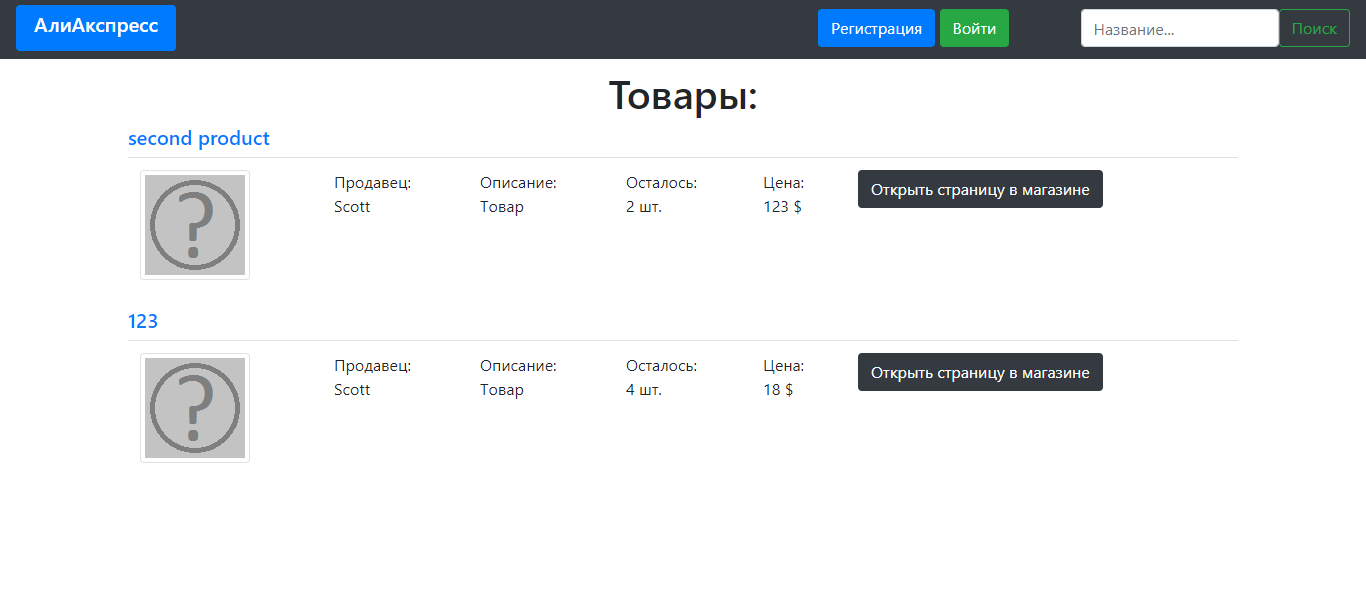 АлиАкспресс Регистрация Войти Название... Поиск
Товары:
second product
Продавец: Описание: Осталось: Цена: Открыть страницу в магазине
Scott Товар 2 шт. 123 $
123
Продавец: Описание: Осталось: Цена: Открыть страницу в магазине
Scott Товар 4 шт. 18 $